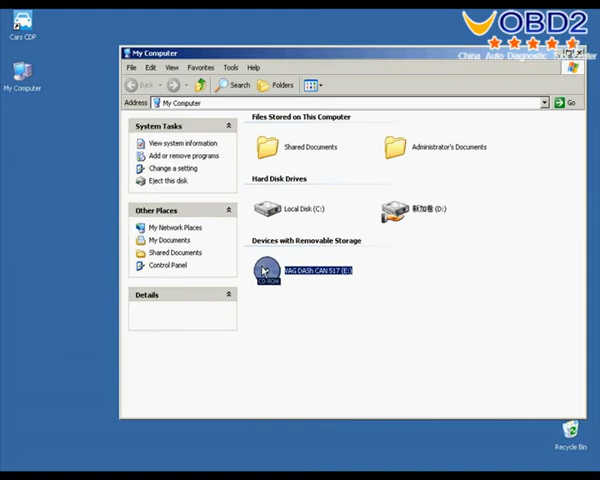 Cars CDP
My Computer
OBD2
China Auto Diagnostic Tool Center
My Computer
File Edit View Favorites Tools Help
Back Search Folders
Address My Computer Go
System Tasks
View system information
Add or remove programs
Change a setting
Eject this disk
Other Places
My Network Places
My Documents
Shared Documents
Control Panel
Details
Files Stored on This Computer
Shared Documents Administrator's Documents
Hard Disk Drives
Local Disk (C:) 新加卷 (D:)
Devices with Removable Storage
VAG DASh CAN 517 (E:)
CD-ROM
Recycle Bin